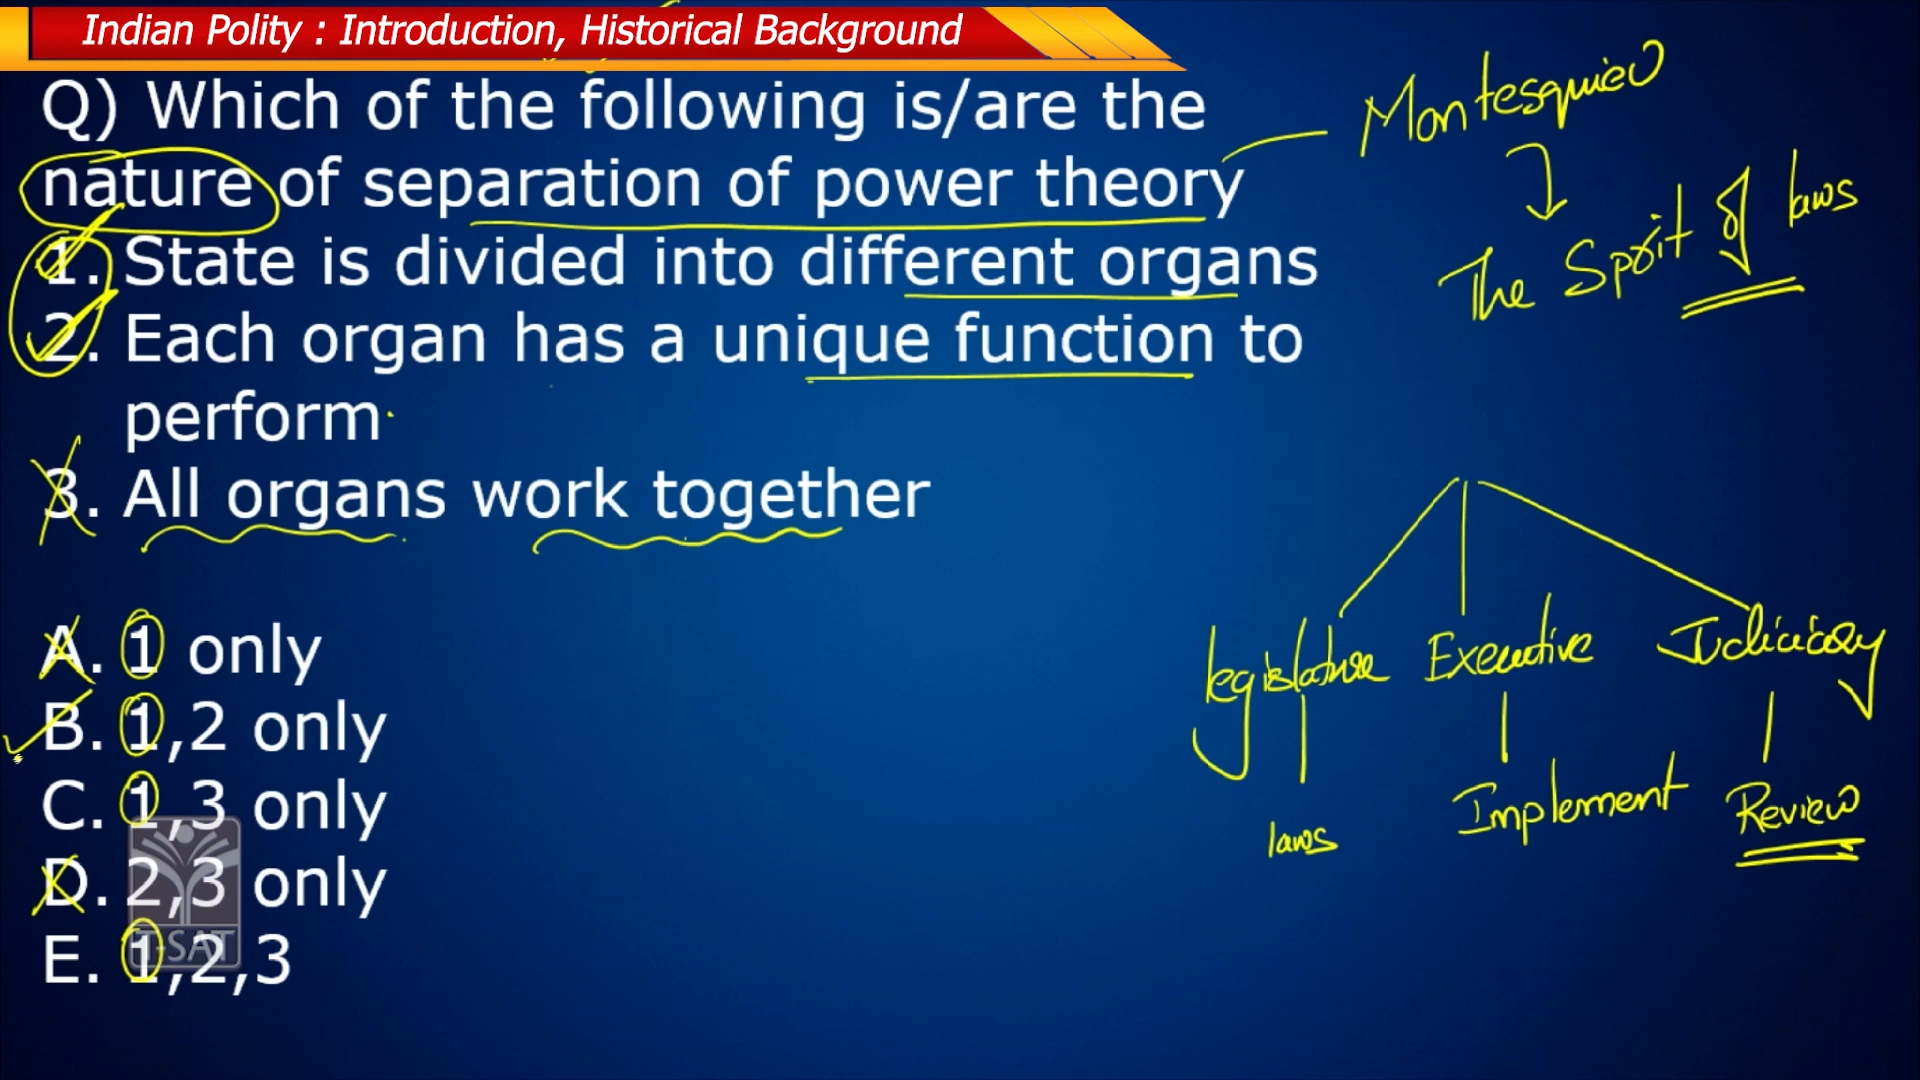 Indian Polity : Introduction, Historical Background
Q) Which of the following is/are the
nature of separation of power theory
1. State is divided into different organs
2. Each organ has a unique function to
perform
3. All organs work together
A. 1 only
B. 1,2 only
C. 1,3 only
D. 2,3 only
E. 1,2,3
T-SAT
Montesquieu
The Spirit of laws
legislature Executive Judiciary
laws Implement Review